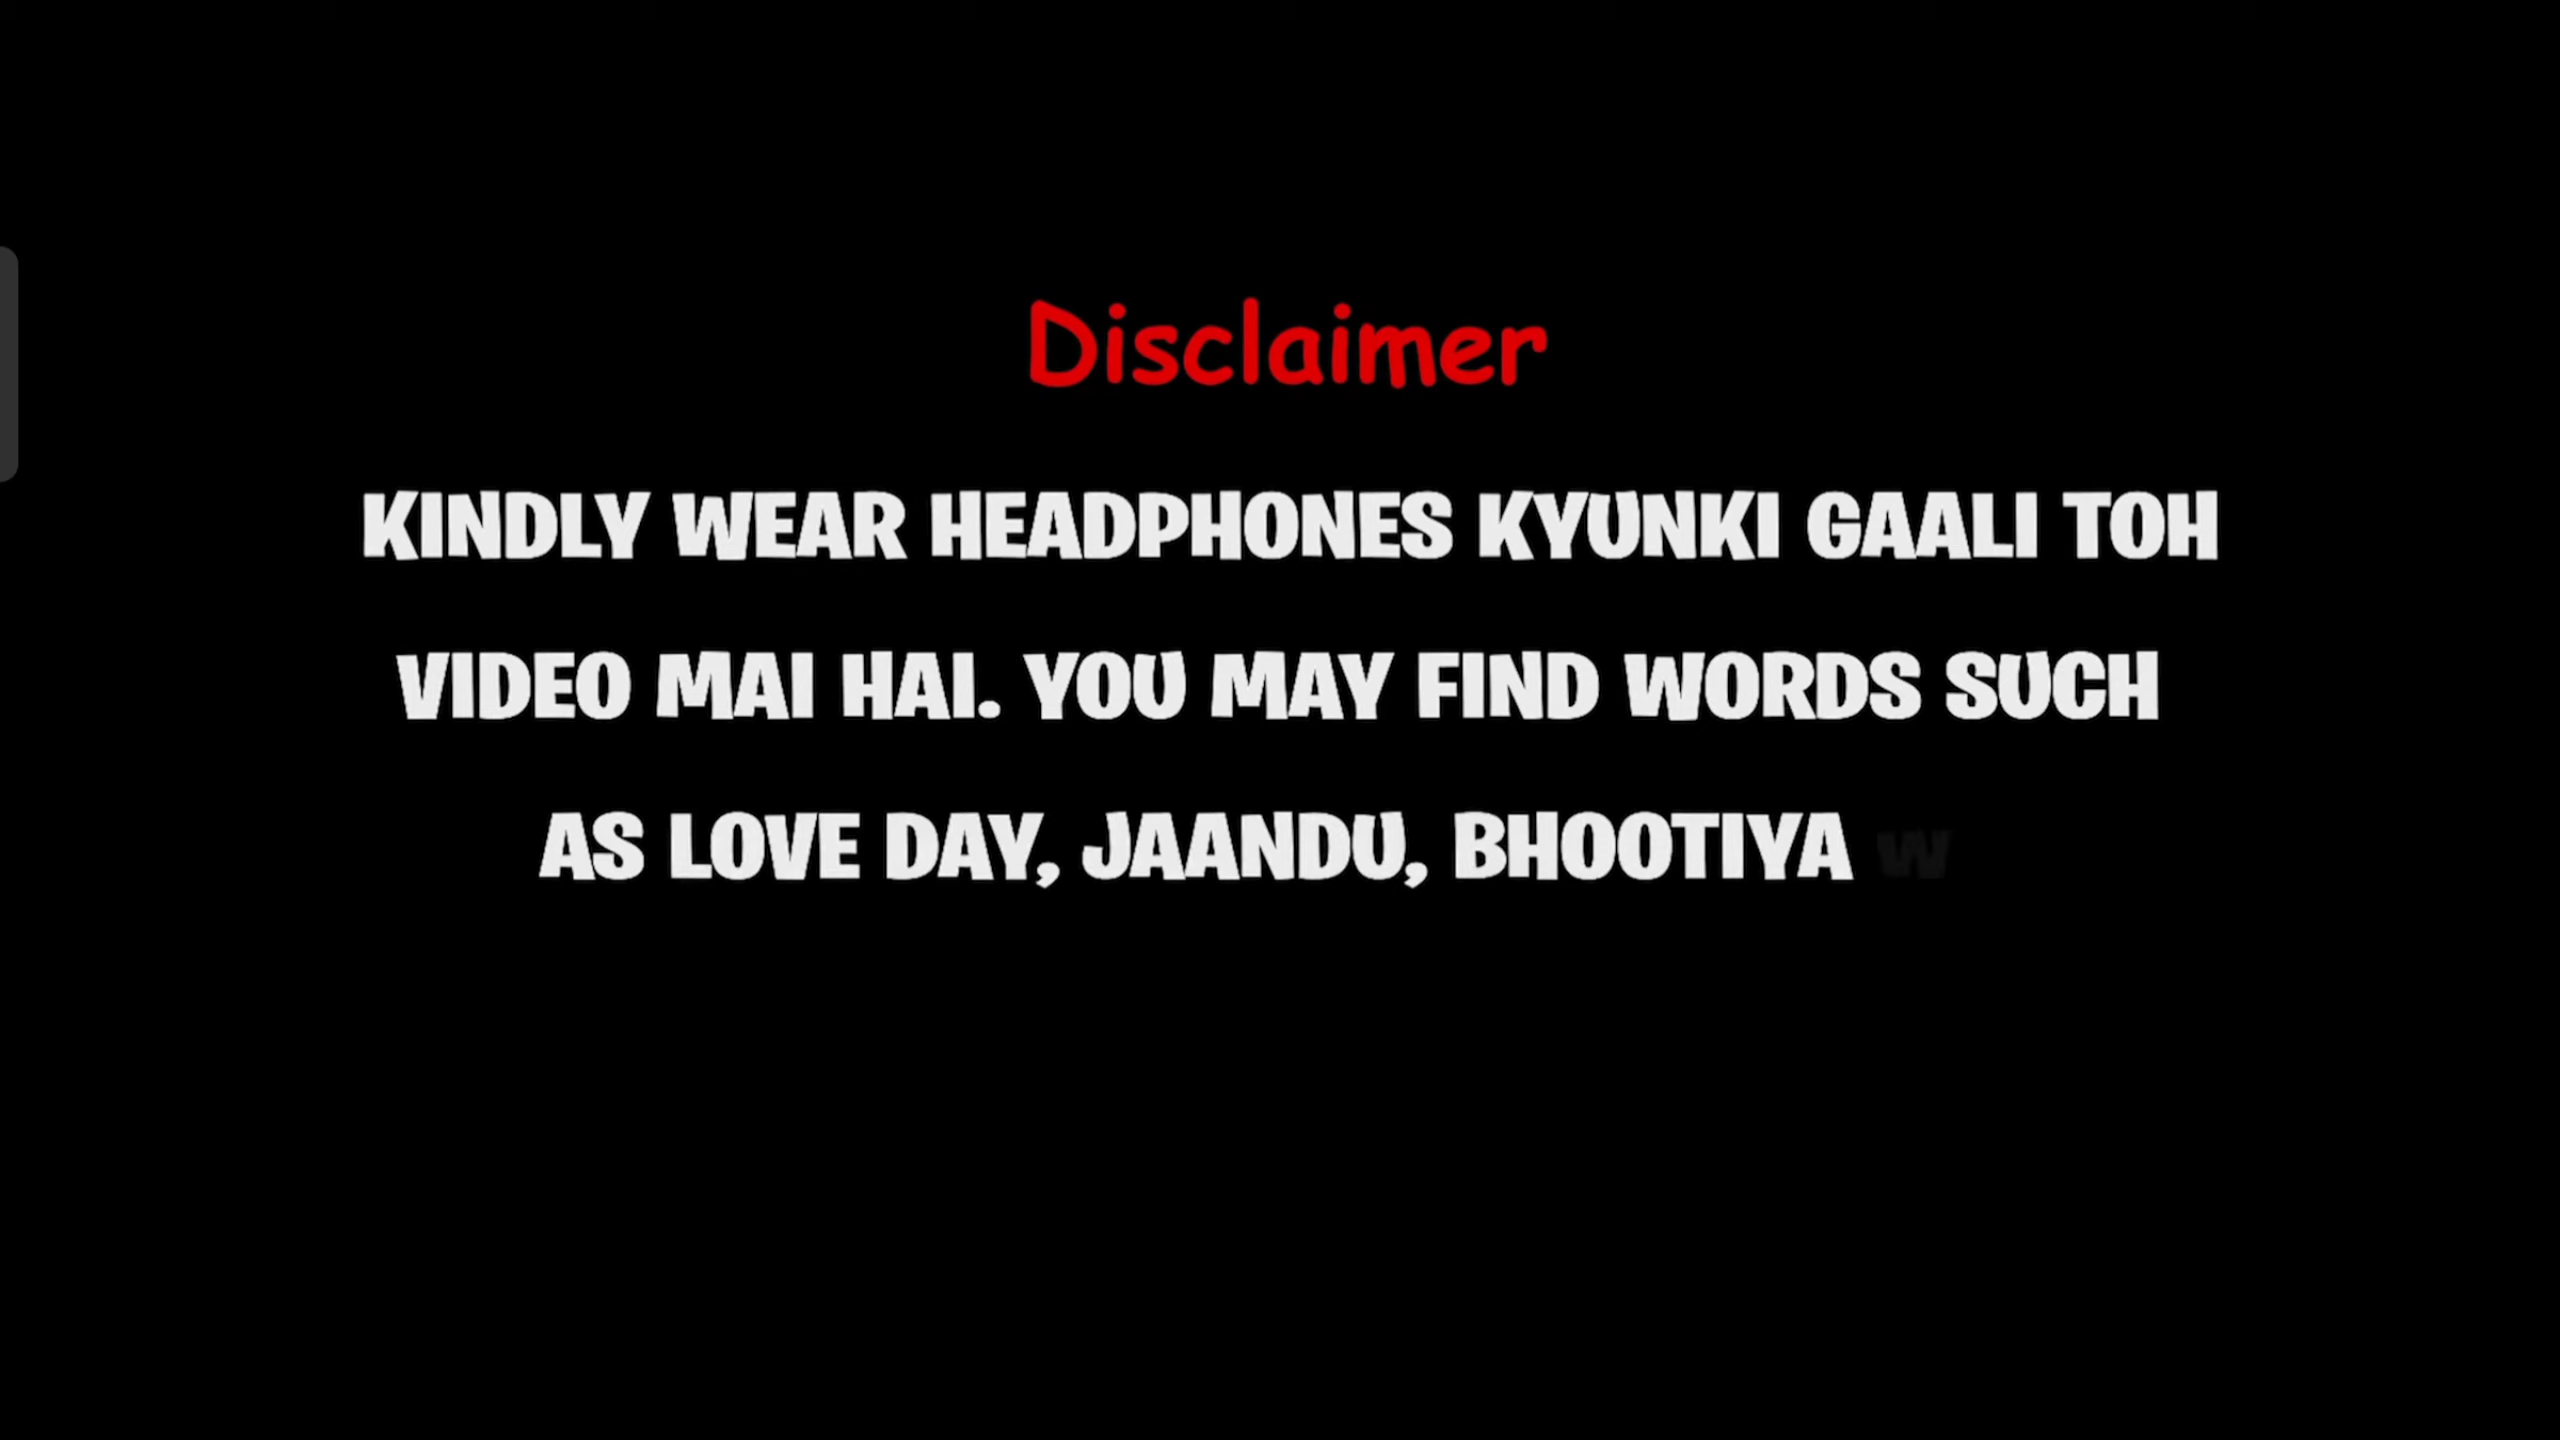 Disclaimer
KINDLY WEAR HEADPHONES KYUNKI GAALI TOH
VIDEO MAI HAI. YOU MAY FIND WORDS SUCH
AS LOVE DAY, JAANDU, BHOOTIYA W